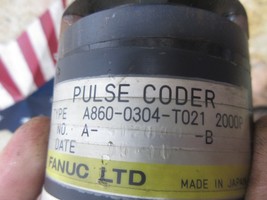 PULSE CODER
TYPE A860-0304-T021 2000P
NO. A- -B
DATE
FANUC LTD
MADE IN JAPAN